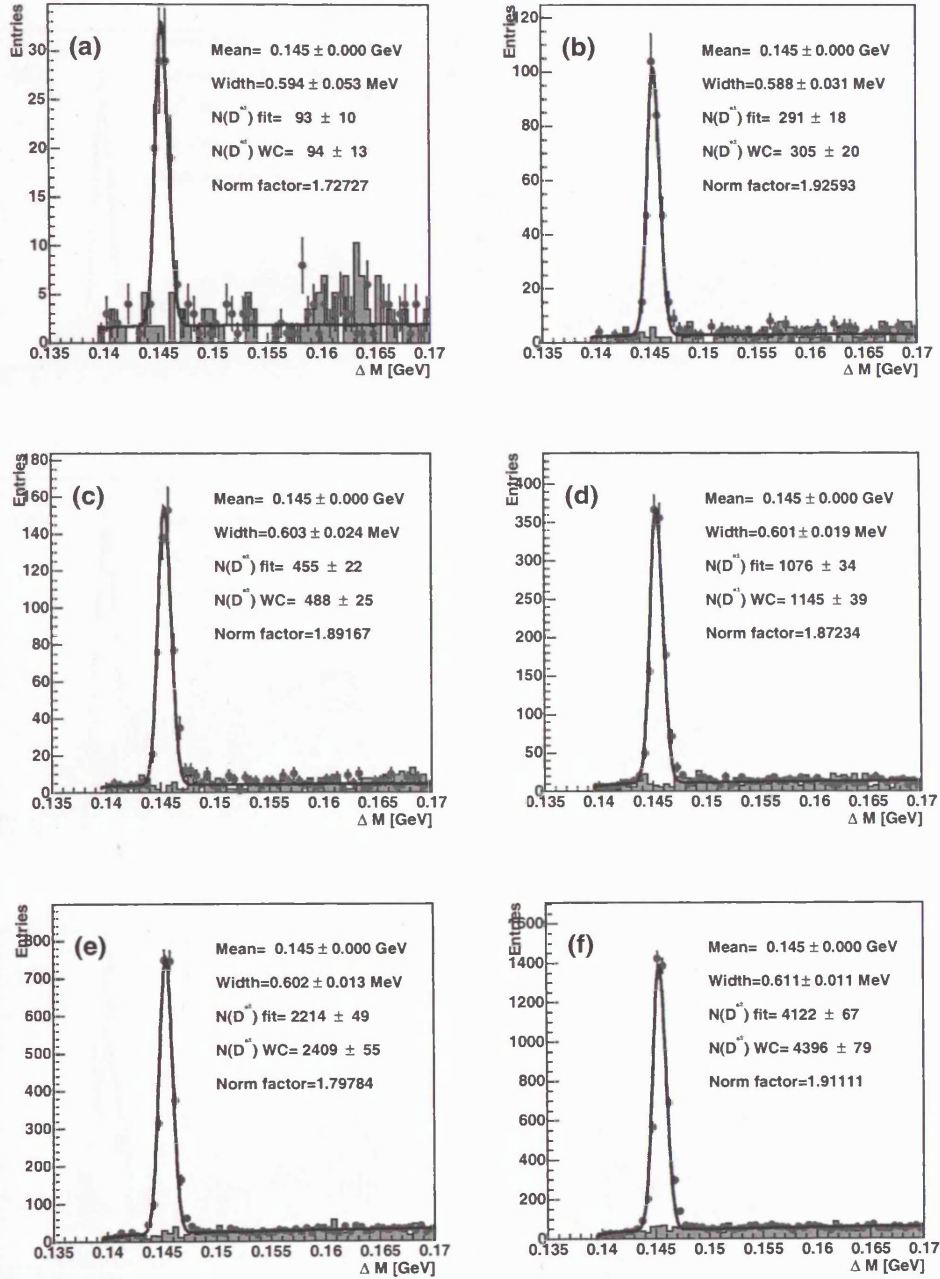 Entries
(a)
Mean= 0.145 ± 0.000 GeV
Width=0.594 ± 0.053 MeV
N(D*±) fit= 93 ± 10
N(D*±) WC= 94 ± 13
Norm factor=1.72727
30
25
20
15
10
5
0
0.135 0.14 0.145 0.15 0.155 0.16 0.165 0.17
Δ M [GeV]
Entries
(b)
Mean= 0.145 ± 0.000 GeV
Width=0.588 ± 0.031 MeV
N(D*±) fit= 291 ± 18
N(D*±) WC= 305 ± 20
Norm factor=1.92593
120
100
80
60
40
20
0
0.135 0.14 0.145 0.15 0.155 0.16 0.165 0.17
Δ M [GeV]
Entries
(c)
Mean= 0.145 ± 0.000 GeV
Width=0.603 ± 0.024 MeV
N(D*±) fit= 455 ± 22
N(D*±) WC= 488 ± 25
Norm factor=1.89167
180
160
140
120
100
80
60
40
20
0
0.135 0.14 0.145 0.15 0.155 0.16 0.165 0.17
Δ M [GeV]
Entries
(d)
Mean= 0.145 ± 0.000 GeV
Width=0.601 ± 0.019 MeV
N(D*±) fit= 1076 ± 34
N(D*±) WC= 1145 ± 39
Norm factor=1.87234
400
350
300
250
200
150
100
50
0
0.135 0.14 0.145 0.15 0.155 0.16 0.165 0.17
Δ M [GeV]
Entries
(e)
Mean= 0.145 ± 0.000 GeV
Width=0.602 ± 0.013 MeV
N(D*±) fit= 2214 ± 49
N(D*±) WC= 2409 ± 55
Norm factor=1.79784
800
700
600
500
400
300
200
100
0
0.135 0.14 0.145 0.15 0.155 0.16 0.165 0.17
Δ M [GeV]
Entries
(f)
Mean= 0.145 ± 0.000 GeV
Width=0.611± 0.011 MeV
N(D*±) fit= 4122 ± 67
N(D*±) WC= 4396 ± 79
Norm factor=1.91111
1600
1400
1200
1000
800
600
400
200
0
0.135 0.14 0.145 0.15 0.155 0.16 0.165 0.17
Δ M [GeV]